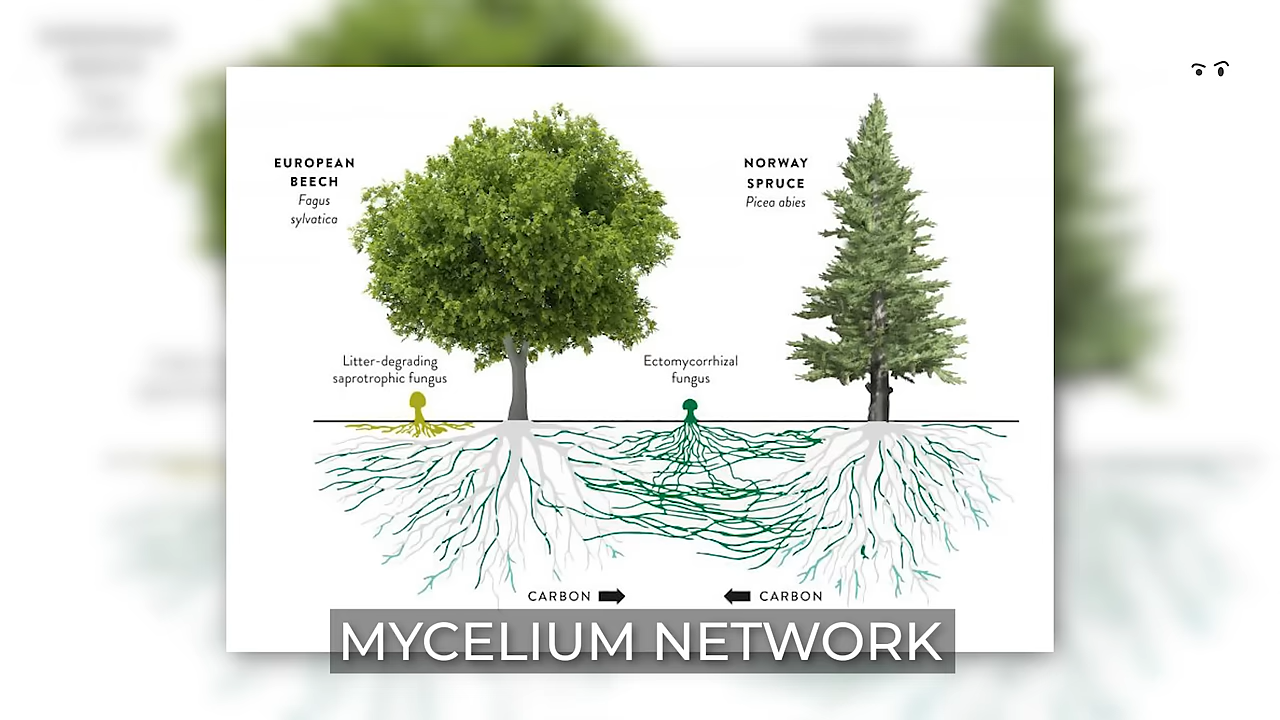 EUROPEAN
BEECH
Fagus
sylvatica
NORWAY
SPRUCE
Picea abies
Litter-degrading
saprotrophic fungus
Ectomycorrhizal
fungus
CARBON
CARBON
MYCELIUM NETWORK